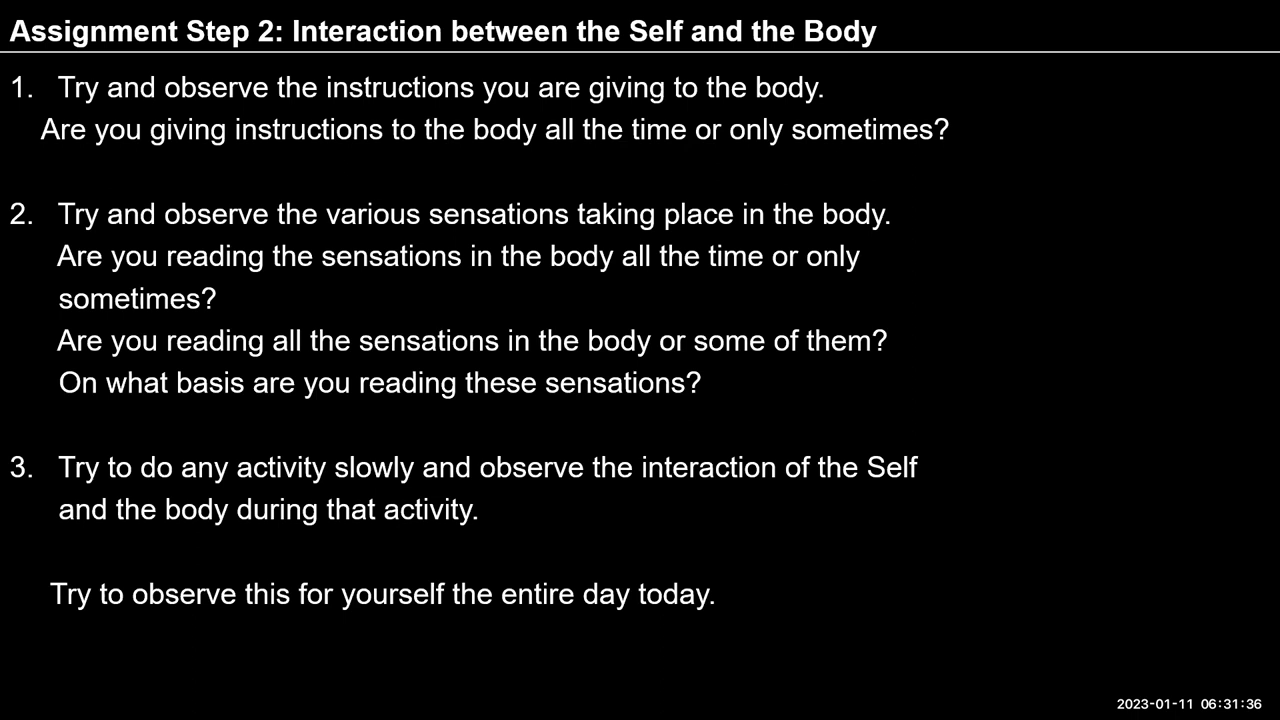 Assignment Step 2: Interaction between the Self and the Body
1. Try and observe the instructions you are giving to the body.
Are you giving instructions to the body all the time or only sometimes?
2. Try and observe the various sensations taking place in the body.
Are you reading the sensations in the body all the time or only
sometimes?
Are you reading all the sensations in the body or some of them?
On what basis are you reading these sensations?
3. Try to do any activity slowly and observe the interaction of the Self
and the body during that activity.
Try to observe this for yourself the entire day today.
2023-01-11 06:31:36